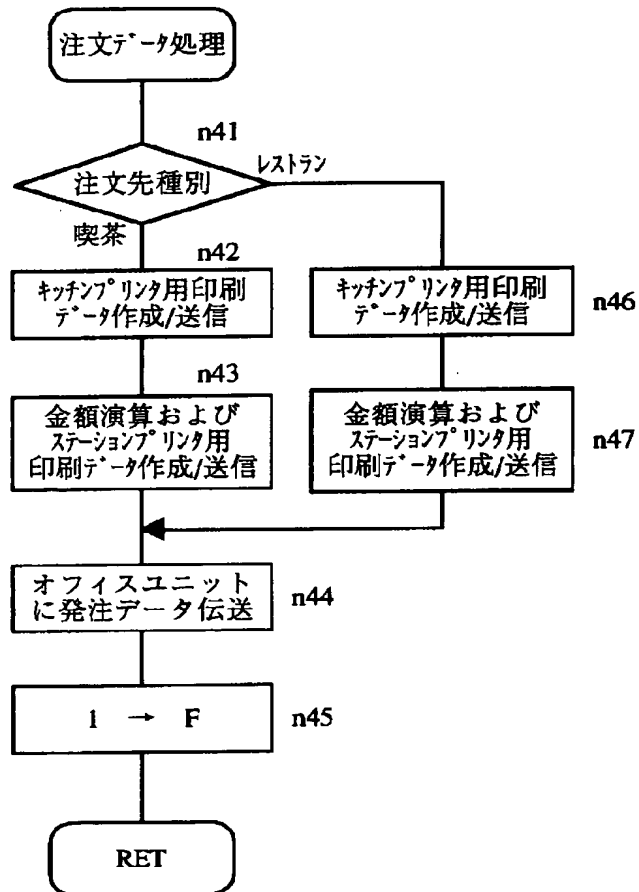 注文ﾃﾞｰﾀ処理
n41
注文先種別
ﾚｽﾄﾗﾝ
喫茶
n42
ｷｯﾁﾝﾌﾟﾘﾝﾀ用印刷
ﾃﾞｰﾀ作成/送信
ｷｯﾁﾝﾌﾟﾘﾝﾀ用印刷
ﾃﾞｰﾀ作成/送信
n46
n43
金額演算および
ｽﾃｰｼｮﾝﾌﾟﾘﾝﾀ用
印刷ﾃﾞｰﾀ作成/送信
金額演算および
ｽﾃｰｼｮﾝﾌﾟﾘﾝﾀ用
印刷ﾃﾞｰﾀ作成/送信
n47
オフィスユニット
に発注データ伝送
n44
1 → F
n45
RET